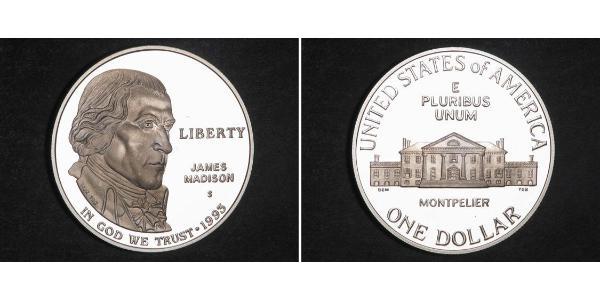 LIBERTY
JAMES
MADISON
S
IN GOD WE TRUST · 1993
UNITED STATES of AMERICA
E
PLURIBUS
UNUM
MONTPELIER
ONE DOLLAR